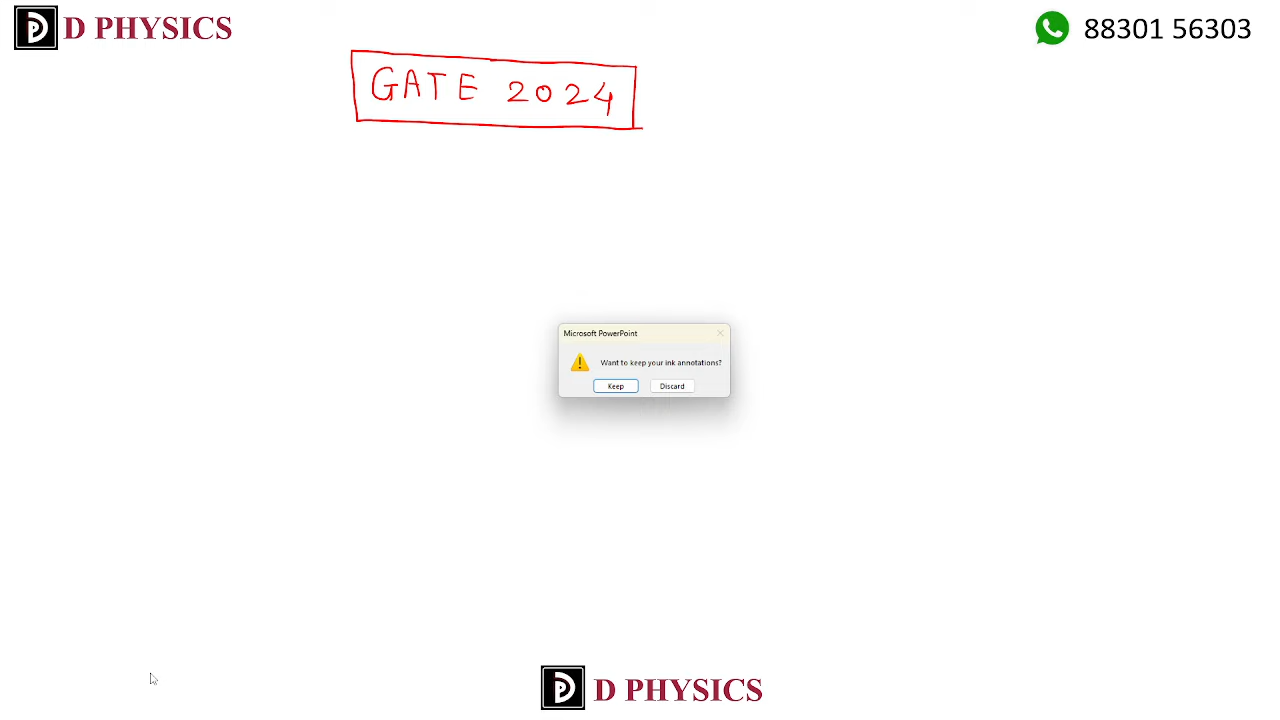 D PHYSICS
88301 56303
GATE 2024
Microsoft PowerPoint
Want to keep your ink annotations?
Keep
Discard
D PHYSICS